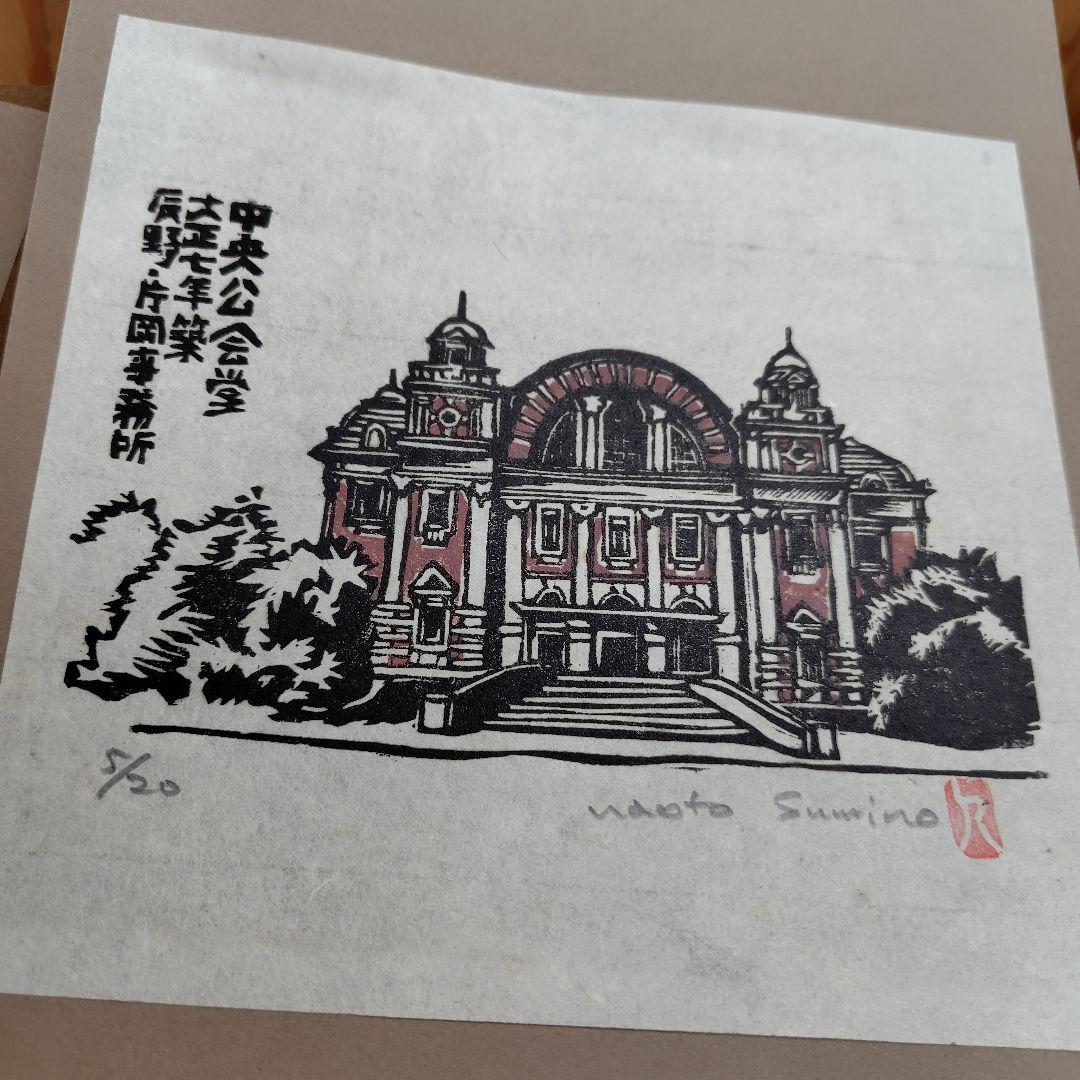 中央公会堂
大正七年築
辰野・片岡事務所
5/20
naoto Sumino